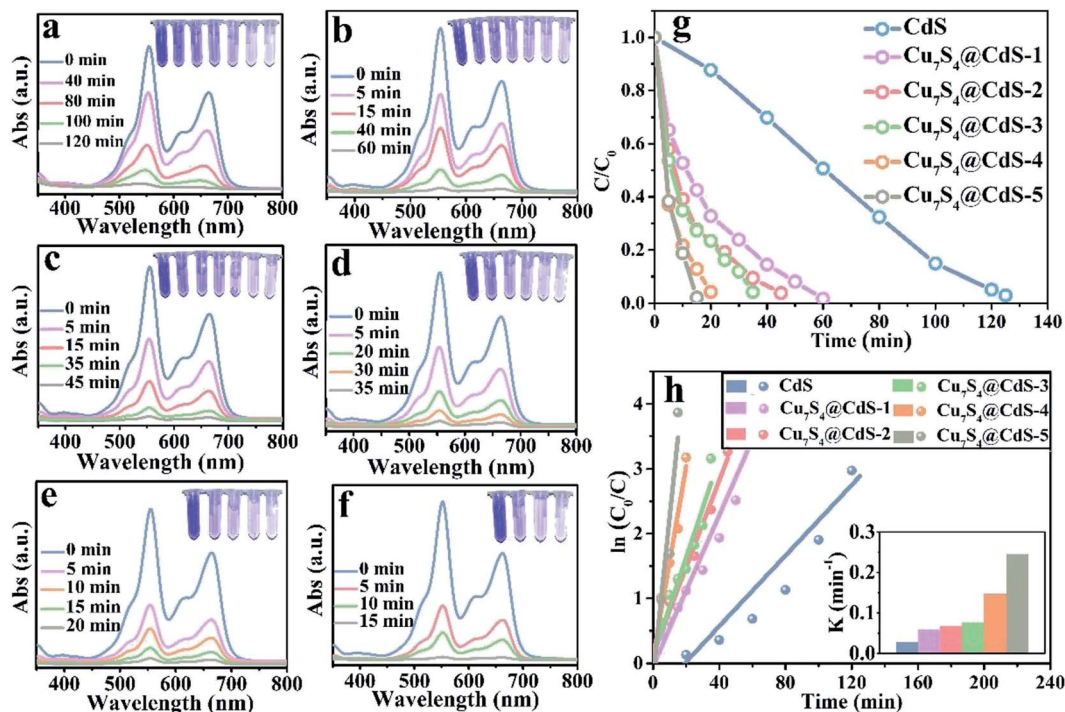 a
0 min
40 min
80 min
100 min
120 min
Abs (a.u.)
400 500 600 700 800
Wavelength (nm)
b
0 min
5 min
15 min
40 min
60 min
Abs (a.u.)
400 500 600 700 800
Wavelength (nm)
c
0 min
5 min
15 min
35 min
45 min
Abs (a.u.)
400 500 600 700 800
Wavelength (nm)
d
0 min
5 min
20 min
30 min
35 min
Abs (a.u.)
400 500 600 700 800
Wavelength (nm)
e
0 min
5 min
10 min
15 min
20 min
Abs (a.u.)
400 500 600 700 800
Wavelength (nm)
f
0 min
5 min
10 min
15 min
Abs (a.u.)
400 500 600 700 800
Wavelength (nm)
g
CdS
Cu₇S₄@CdS-1
Cu₇S₄@CdS-2
Cu₇S₄@CdS-3
Cu₇S₄@CdS-4
Cu₇S₄@CdS-5
C/C₀
1.0
0.8
0.6
0.4
0.2
0.0
0 20 40 60 80 100 120 140
Time (min)
h
CdS
Cu₇S₄@CdS-1
Cu₇S₄@CdS-2
Cu₇S₄@CdS-3
Cu₇S₄@CdS-4
Cu₇S₄@CdS-5
ln (C₀/C)
4
3
2
1
0
K (min⁻¹)
0.3
0.2
0.1
0.0
0 40 80 120 160 200 240
Time (min)